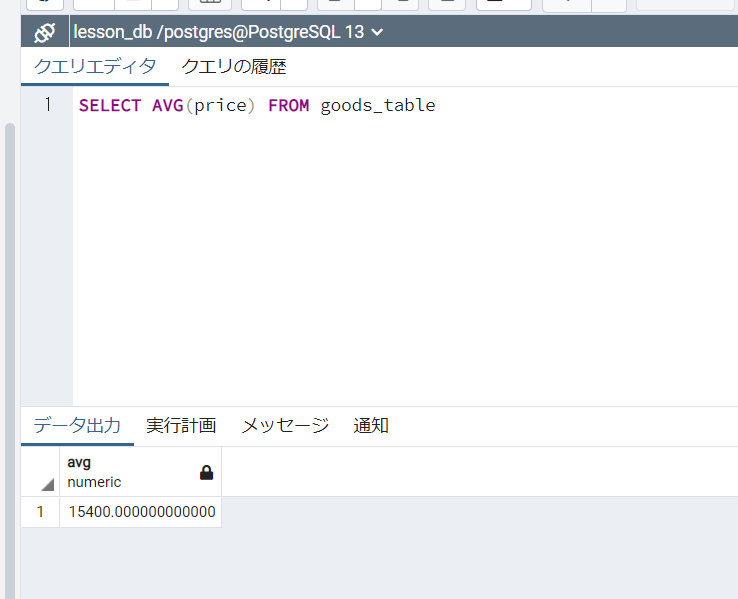 lesson_db /postgres@PostgreSQL 13
クエリエディタ クエリの履歴
1 SELECT AVG(price) FROM goods_table
データ出力 実行計画 メッセージ 通知
avg
numeric
1 15400.000000000000